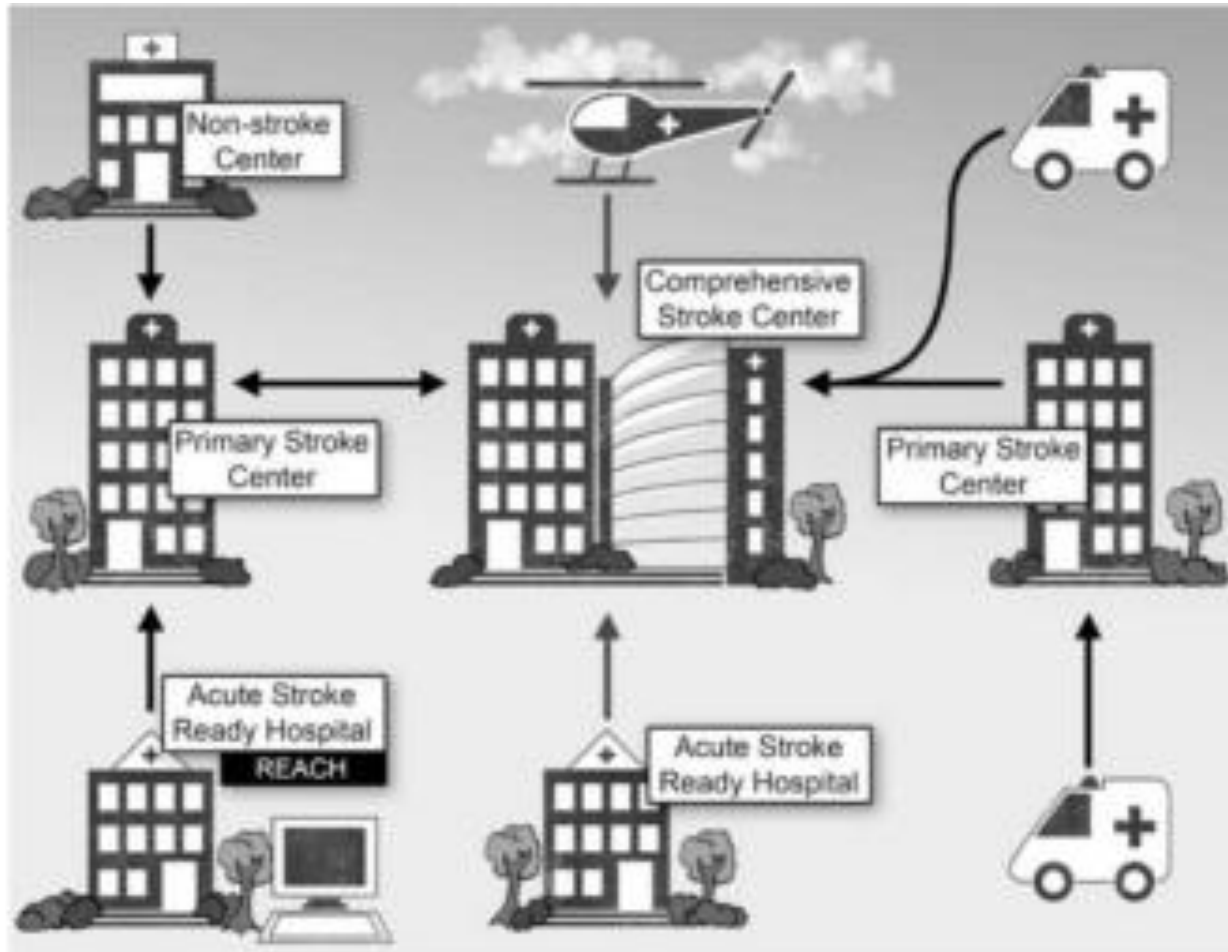 Non-stroke
Center
Comprehensive
Stroke Center
Primary Stroke
Center
Primary Stroke
Center
Acute Stroke
Ready Hospital
REACH
Acute Stroke
Ready Hospital